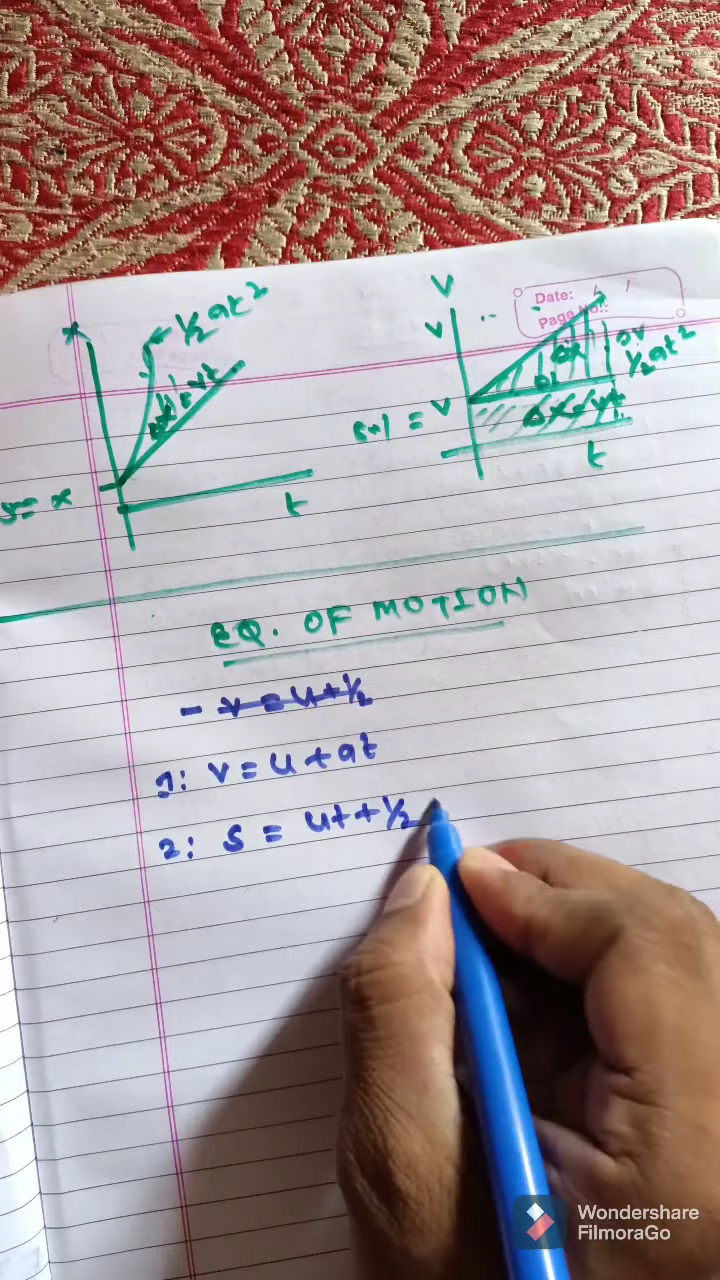 x
½at²
s = x
t
v
v
Date: / /
Page No.:
Δv
½at²
Δx = ut
= v
t
EQ. OF MOTION
- v = u+½
1: v = u + at
2: s = ut + ½
Wondershare
FilmoraGo